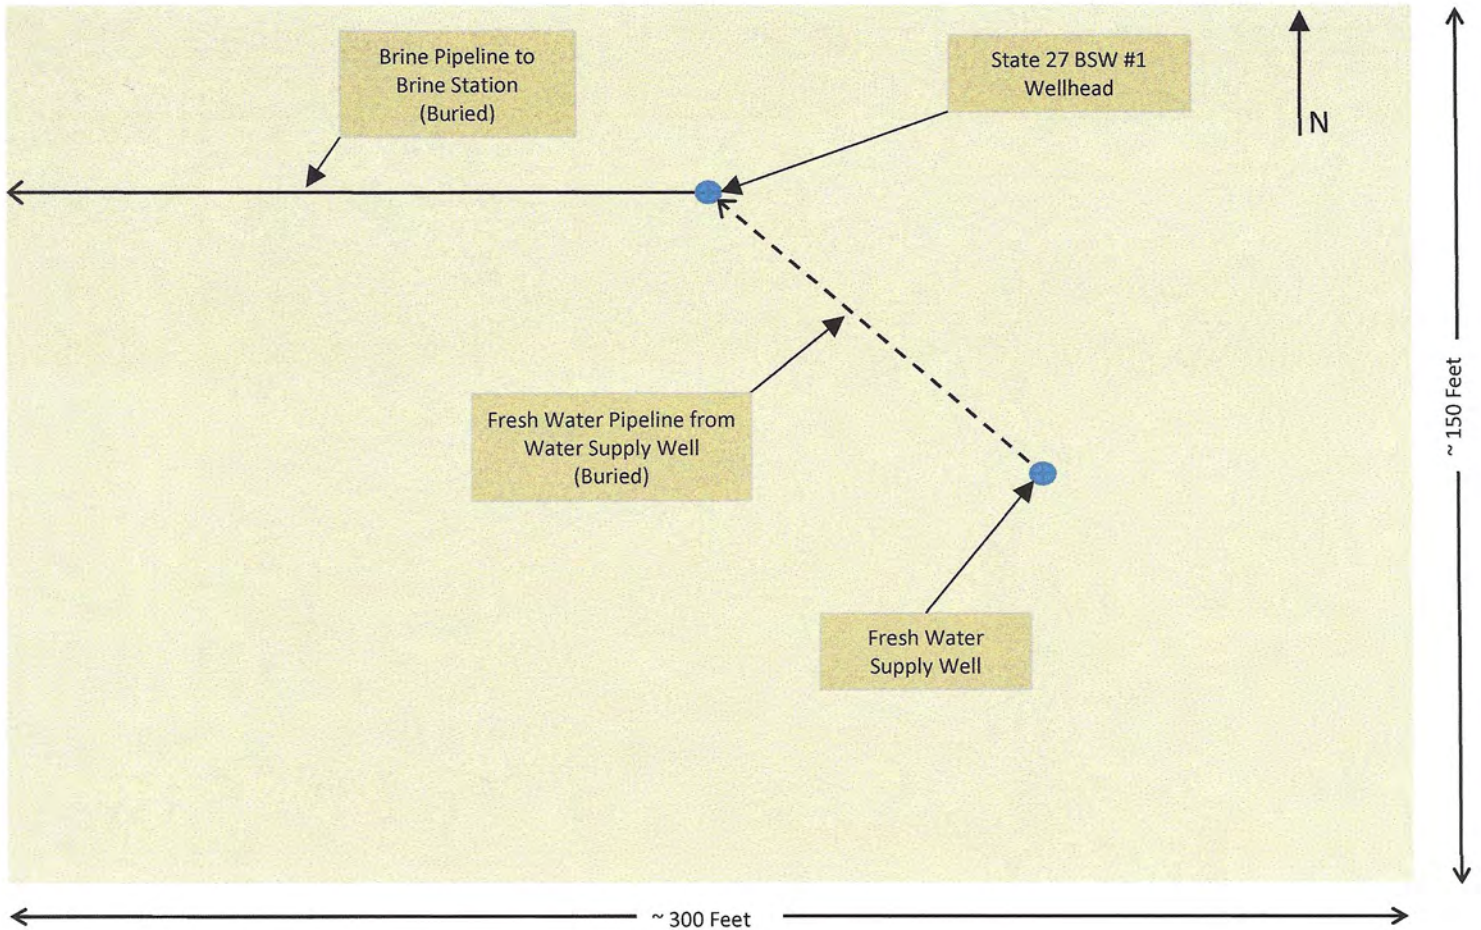 Brine Pipeline to
Brine Station
(Buried)
State 27 BSW #1
Wellhead
N
Fresh Water Pipeline from
Water Supply Well
(Buried)
Fresh Water
Supply Well
~ 150 Feet
~ 300 Feet